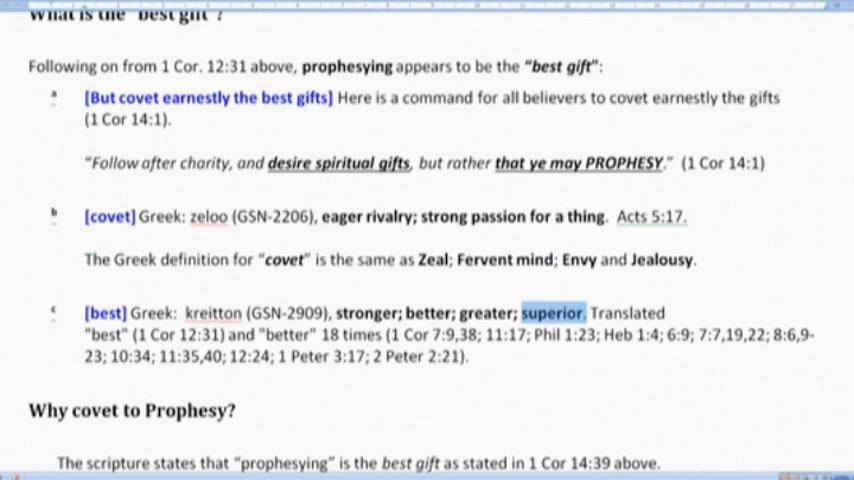 What is the "best gift"?
Following on from 1 Cor. 12:31 above, prophesying appears to be the "best gift":
a [But covet earnestly the best gifts] Here is a command for all believers to covet earnestly the gifts
(1 Cor 14:1).
"Follow after charity, and desire spiritual gifts, but rather that ye may PROPHESY." (1 Cor 14:1)
b [covet] Greek: zeloo (GSN-2206), eager rivalry; strong passion for a thing. Acts 5:17.
The Greek definition for "covet" is the same as Zeal; Fervent mind; Envy and Jealousy.
c [best] Greek: kreitton (GSN-2909), stronger; better; greater; superior. Translated
"best" (1 Cor 12:31) and "better" 18 times (1 Cor 7:9,38; 11:17; Phil 1:23; Heb 1:4; 6:9; 7:7,19,22; 8:6,9-
23; 10:34; 11:35,40; 12:24; 1 Peter 3:17; 2 Peter 2:21).
Why covet to Prophesy?
The scripture states that "prophesying" is the best gift as stated in 1 Cor 14:39 above.